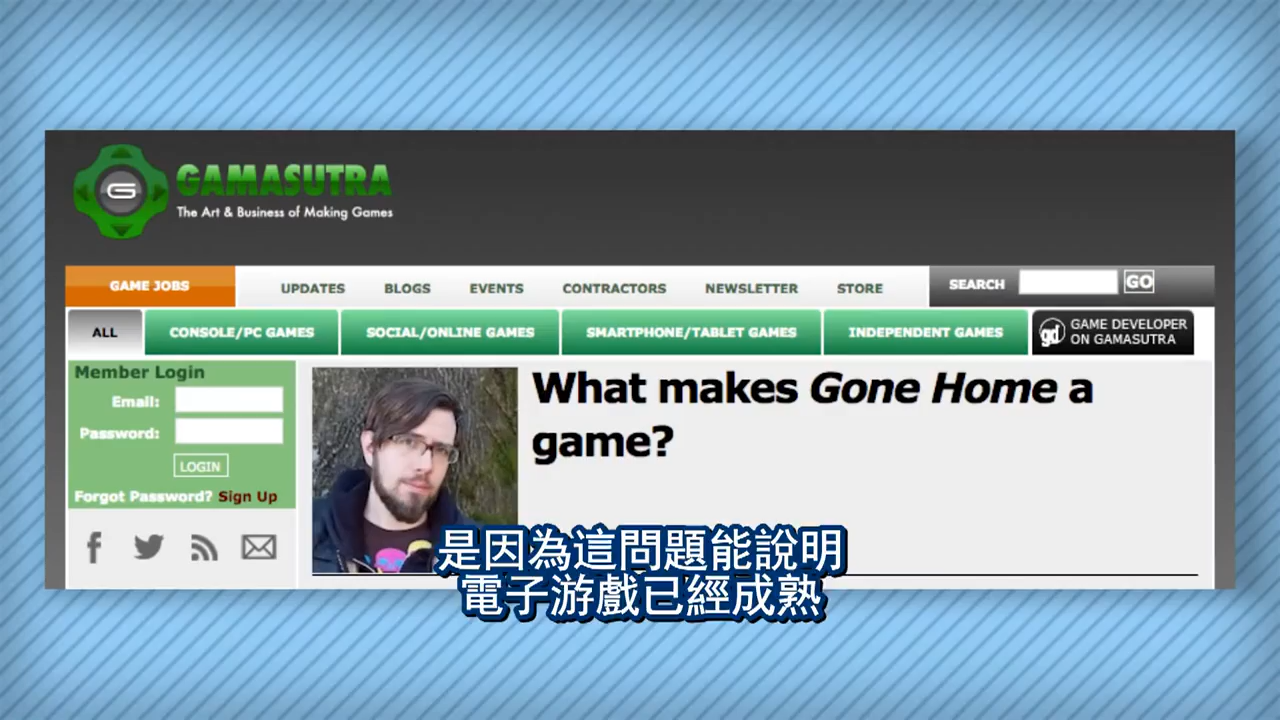 GAMASUTRA
The Art & Business of Making Games
GAME JOBS
UPDATES
BLOGS
EVENTS
CONTRACTORS
NEWSLETTER
STORE
SEARCH
GO
ALL
CONSOLE/PC GAMES
SOCIAL/ONLINE GAMES
SMARTPHONE/TABLET GAMES
INDEPENDENT GAMES
gd
GAME DEVELOPER
ON GAMASUTRA
Member Login
Email:
Password:
LOGIN
Forgot Password? Sign Up
What makes Gone Home a
game?
是因為這問題能說明
電子游戲已經成熟